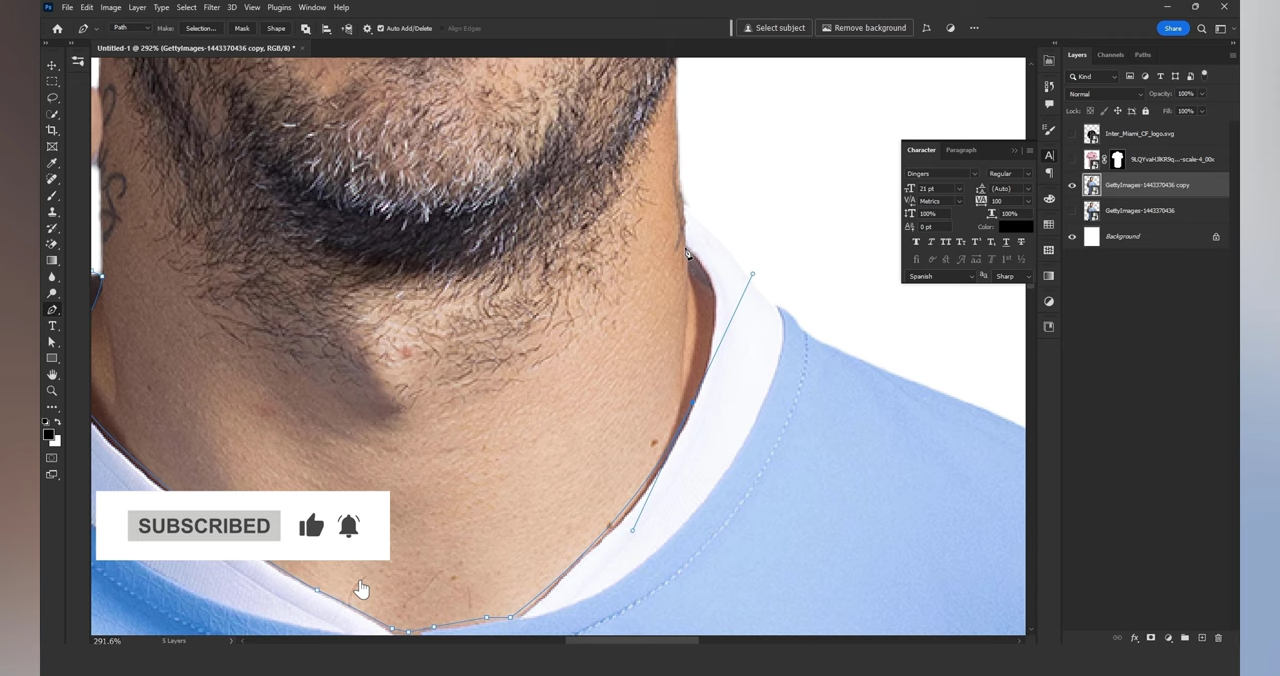 Ps File Edit Image Layer Type Select Filter 3D View Plugins Window Help
Path Make: Selection... Mask Shape Auto Add/Delete Align Edges Select subject Remove background Share
Untitled-1 @ 292% (GettyImages-1443370436 copy, RGB/8) *
Layers Channels Paths
Kind
Normal Opacity: 100%
Lock: Fill: 100%
Inter_Miami_CF_logo.svg
GettyImages-1443370436 copy
GettyImages-1443370436
Background
Character Paragraph
Dingers Regular
21 pt (Auto)
Metrics 100
100% 100%
0 pt Color:
Spanish Sharp
SUBSCRIBED
291.6% 5 Layers